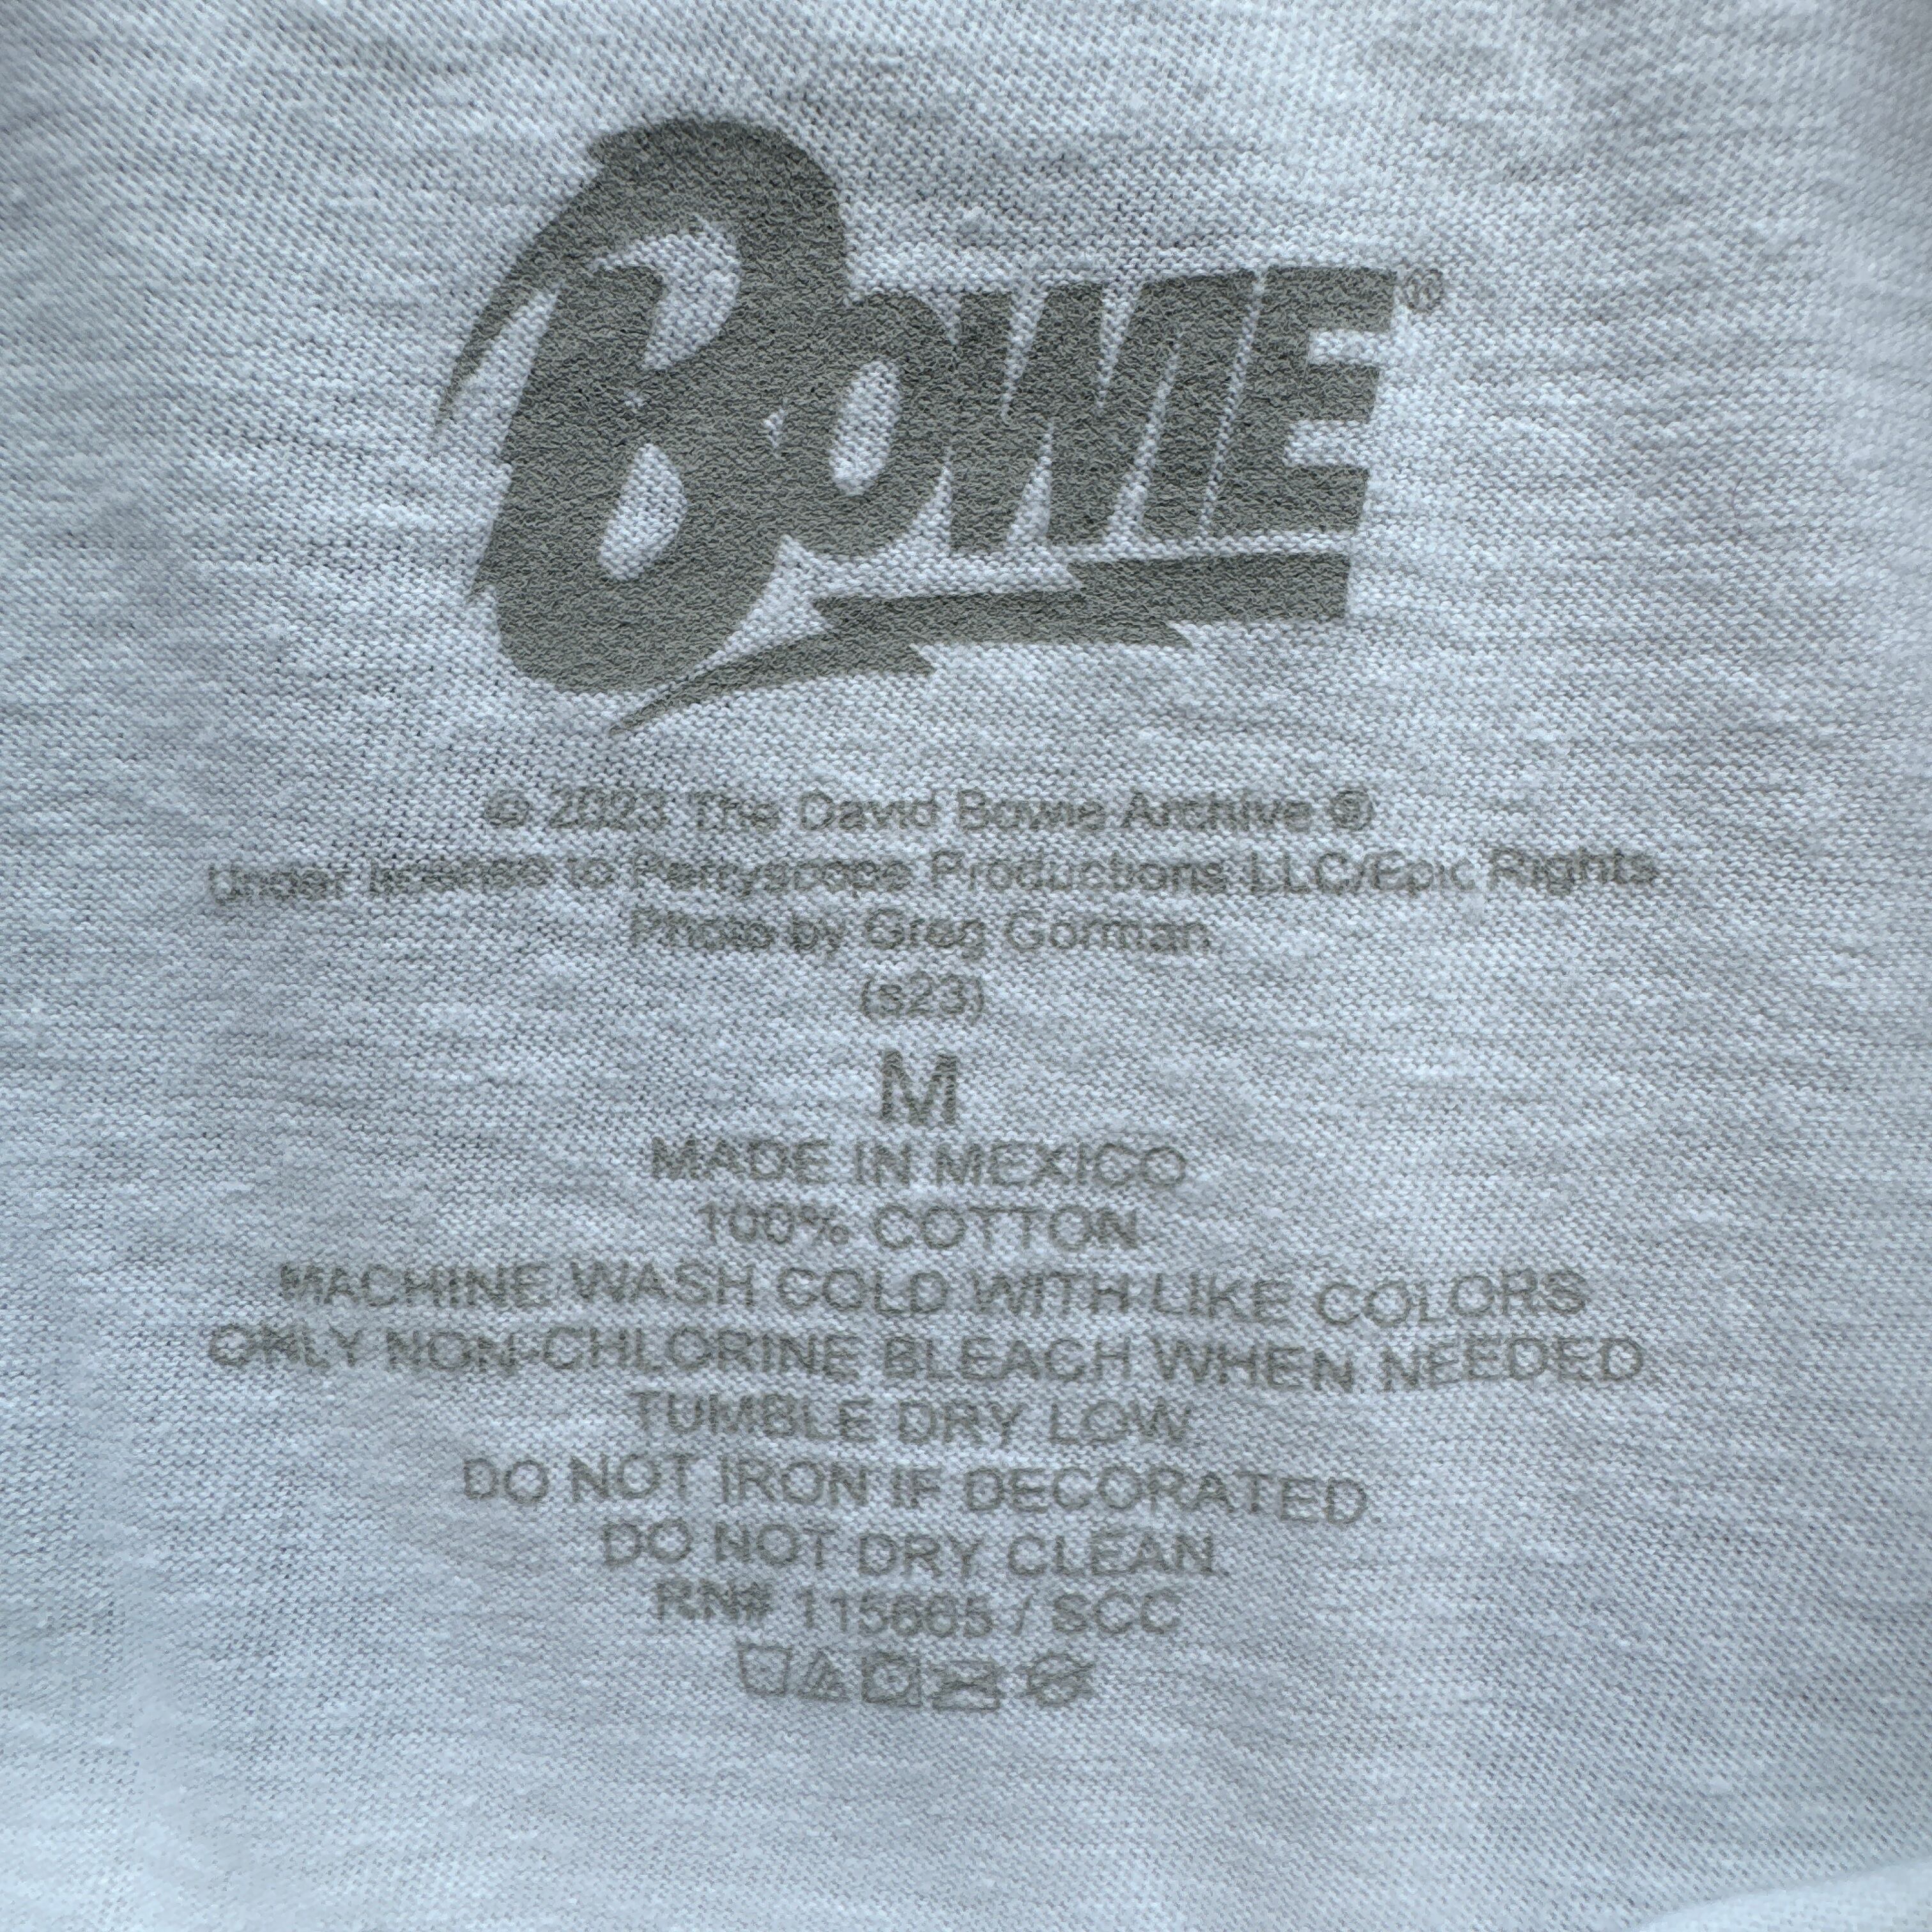 BOWIE®
© 2023 The David Bowie Archive ®
Under license to Perryscope Productions LLC/Epic Rights.
Photo by Greg Gorman.
(s23)
M
MADE IN MEXICO
100% COTTON
MACHINE WASH COLD WITH LIKE COLORS
ONLY NON-CHLORINE BLEACH WHEN NEEDED
TUMBLE DRY LOW
DO NOT IRON IF DECORATED.
DO NOT DRY CLEAN.
RN# / SCC